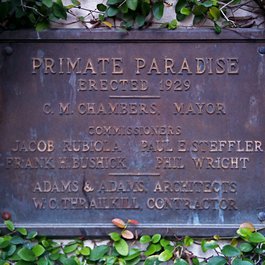 PRIMATE PARADISE
ERECTED 1929
C. M. CHAMBERS, MAYOR
COMMISSIONERS
JACOB RUBIOLA PAUL E. STEFFLER
FRANK H. BUSHICK PHIL WRIGHT
ADAMS & ADAMS, ARCHITECTS
W. C. THRAILKILL, CONTRACTOR